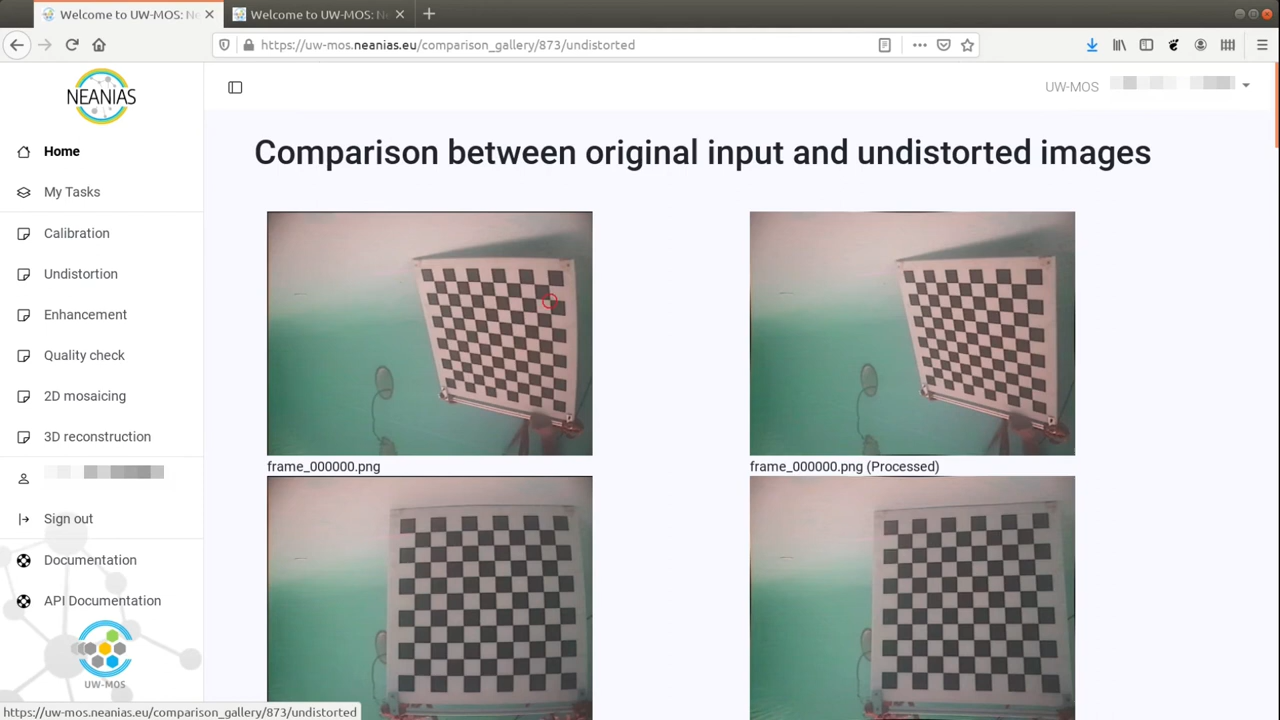 Welcome to UW-MOS: Ne
Welcome to UW-MOS: N
https://uw-mos.neanias.eu/comparison_gallery/873/undistorted
NEANIAS
UW-MOS
Home
My Tasks
Calibration
Undistortion
Enhancement
Quality check
2D mosaicing
3D reconstruction
Sign out
Documentation
API Documentation
UW-MOS
Comparison between original input and undistorted images
frame_000000.png
frame_000000.png (Processed)
https://uw-mos.neanias.eu/comparison_gallery/873/undistorted